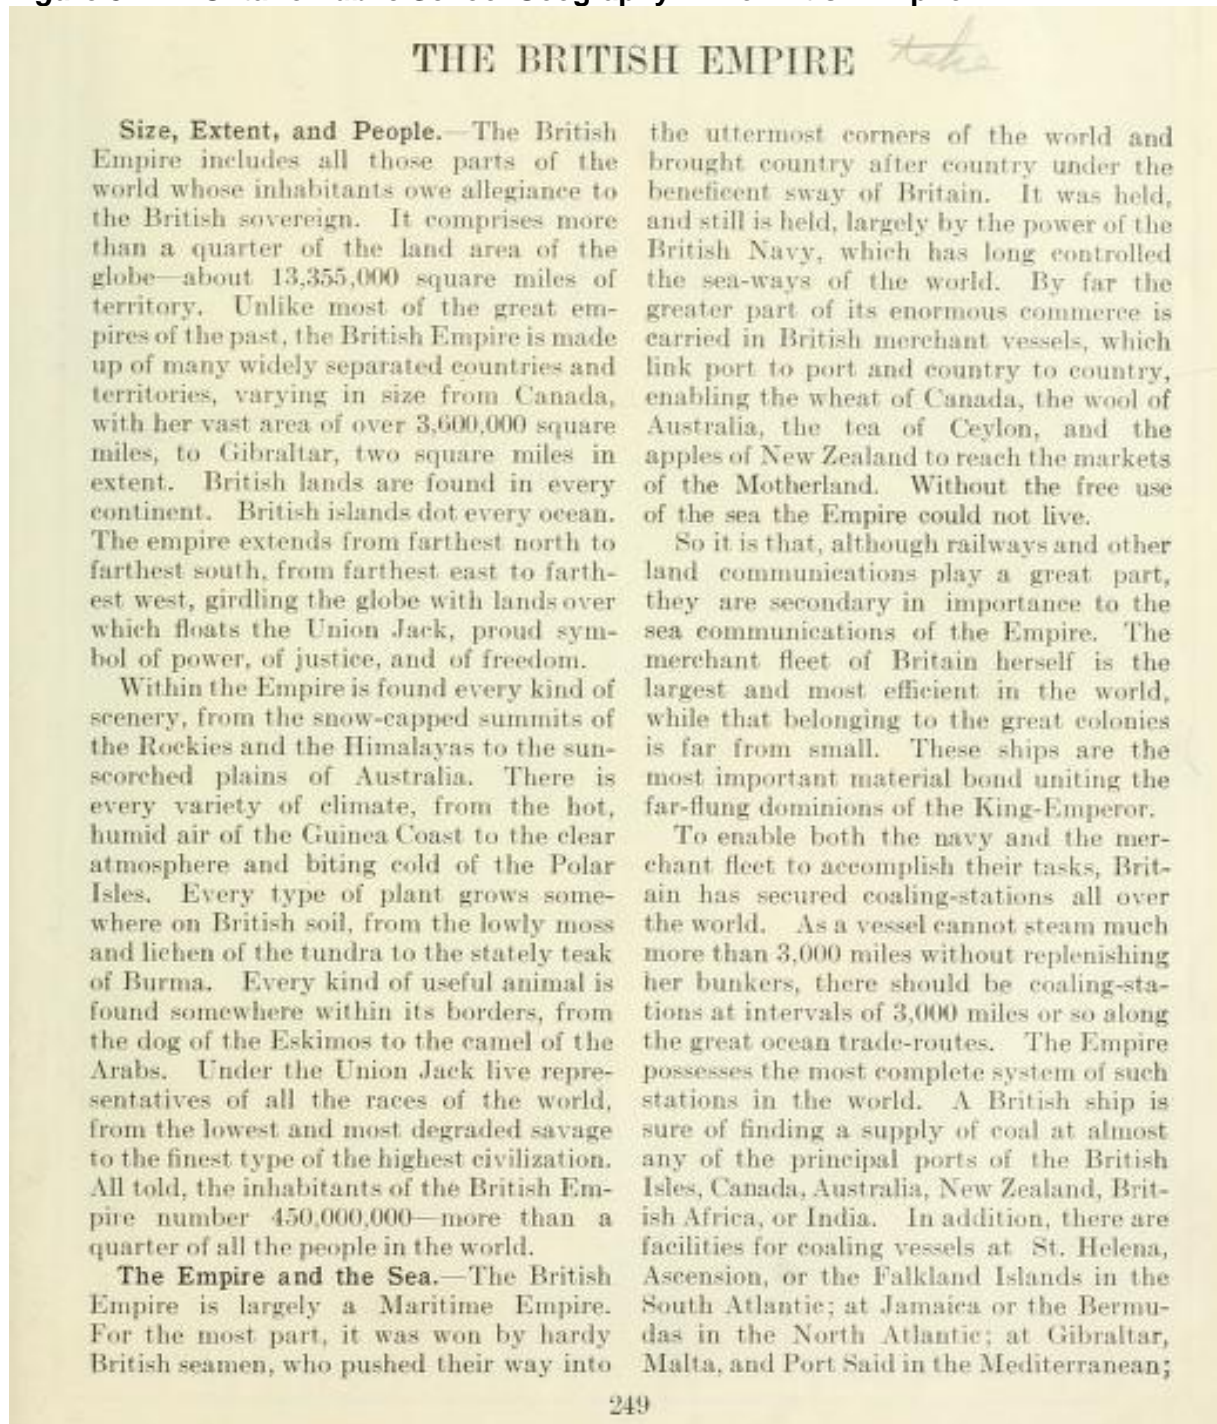 THE BRITISH EMPIRE
Size, Extent, and People.—The British
Empire includes all those parts of the
world whose inhabitants owe allegiance to
the British sovereign. It comprises more
than a quarter of the land area of the
globe—about 13,355,000 square miles of
territory. Unlike most of the great em-
pires of the past, the British Empire is made
up of many widely separated countries and
territories, varying in size from Canada,
with her vast area of over 3,600,000 square
miles, to Gibraltar, two square miles in
extent. British lands are found in every
continent. British islands dot every ocean.
The empire extends from farthest north to
farthest south, from farthest east to farth-
est west, girdling the globe with lands over
which floats the Union Jack, proud sym-
bol of power, of justice, and of freedom.
Within the Empire is found every kind of
scenery, from the snow-capped summits of
the Rockies and the Himalayas to the sun-
scorched plains of Australia. There is
every variety of climate, from the hot,
humid air of the Guinea Coast to the clear
atmosphere and biting cold of the Polar
Isles. Every type of plant grows some-
where on British soil, from the lowly moss
and lichen of the tundra to the stately teak
of Burma. Every kind of useful animal is
found somewhere within its borders, from
the dog of the Eskimos to the camel of the
Arabs. Under the Union Jack live repre-
sentatives of all the races of the world,
from the lowest and most degraded savage
to the finest type of the highest civilization.
All told, the inhabitants of the British Em-
pire number 450,000,000—more than a
quarter of all the people in the world.
The Empire and the Sea.—The British
Empire is largely a Maritime Empire.
For the most part, it was won by hardy
British seamen, who pushed their way into
the uttermost corners of the world and
brought country after country under the
beneficent sway of Britain. It was held,
and still is held, largely by the power of the
British Navy, which has long controlled
the sea-ways of the world. By far the
greater part of its enormous commerce is
carried in British merchant vessels, which
link port to port and country to country,
enabling the wheat of Canada, the wool of
Australia, the tea of Ceylon, and the
apples of New Zealand to reach the markets
of the Motherland. Without the free use
of the sea the Empire could not live.
So it is that, although railways and other
land communications play a great part,
they are secondary in importance to the
sea communications of the Empire. The
merchant fleet of Britain herself is the
largest and most efficient in the world,
while that belonging to the great colonies
is far from small. These ships are the
most important material bond uniting the
far-flung dominions of the King-Emperor.
To enable both the navy and the mer-
chant fleet to accomplish their tasks, Brit-
ain has secured coaling-stations all over
the world. As a vessel cannot steam much
more than 3,000 miles without replenishing
her bunkers, there should be coaling-sta-
tions at intervals of 3,000 miles or so along
the great ocean trade-routes. The Empire
possesses the most complete system of such
stations in the world. A British ship is
sure of finding a supply of coal at almost
any of the principal ports of the British
Isles, Canada, Australia, New Zealand, Brit-
ish Africa, or India. In addition, there are
facilities for coaling vessels at St. Helena,
Ascension, or the Falkland Islands in the
South Atlantic; at Jamaica or the Bermu-
das in the North Atlantic; at Gibraltar,
Malta, and Port Said in the Mediterranean;
249